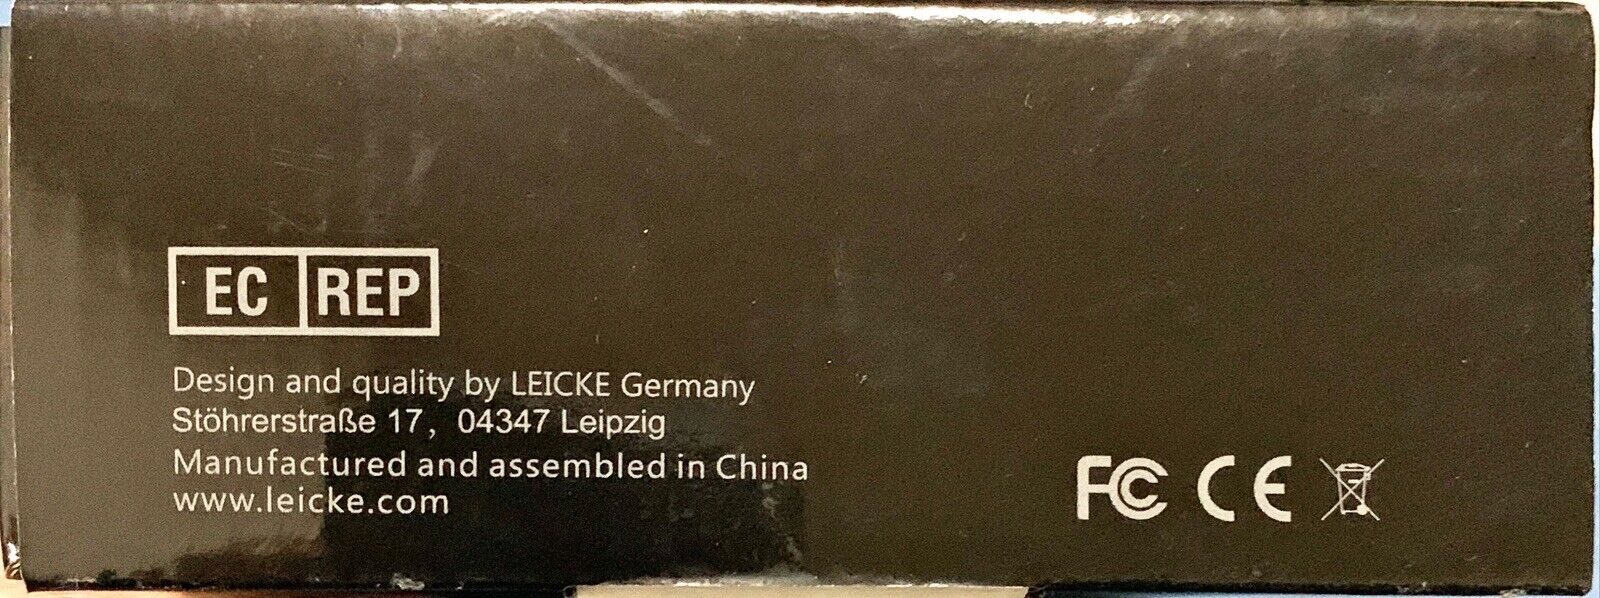 EC REP
Design and quality by LEICKE Germany
Stöhrerstraße 17, 04347 Leipzig
Manufactured and assembled in China
www.leicke.com
FC CE